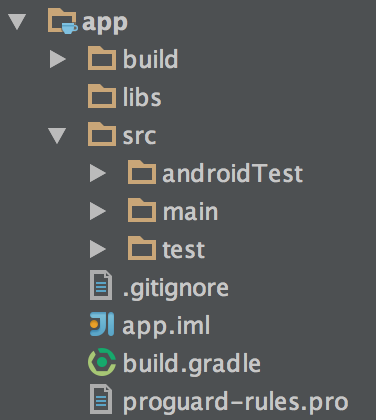 app
build
libs
src
androidTest
main
test
.gitignore
app.iml
build.gradle
proguard-rules.pro